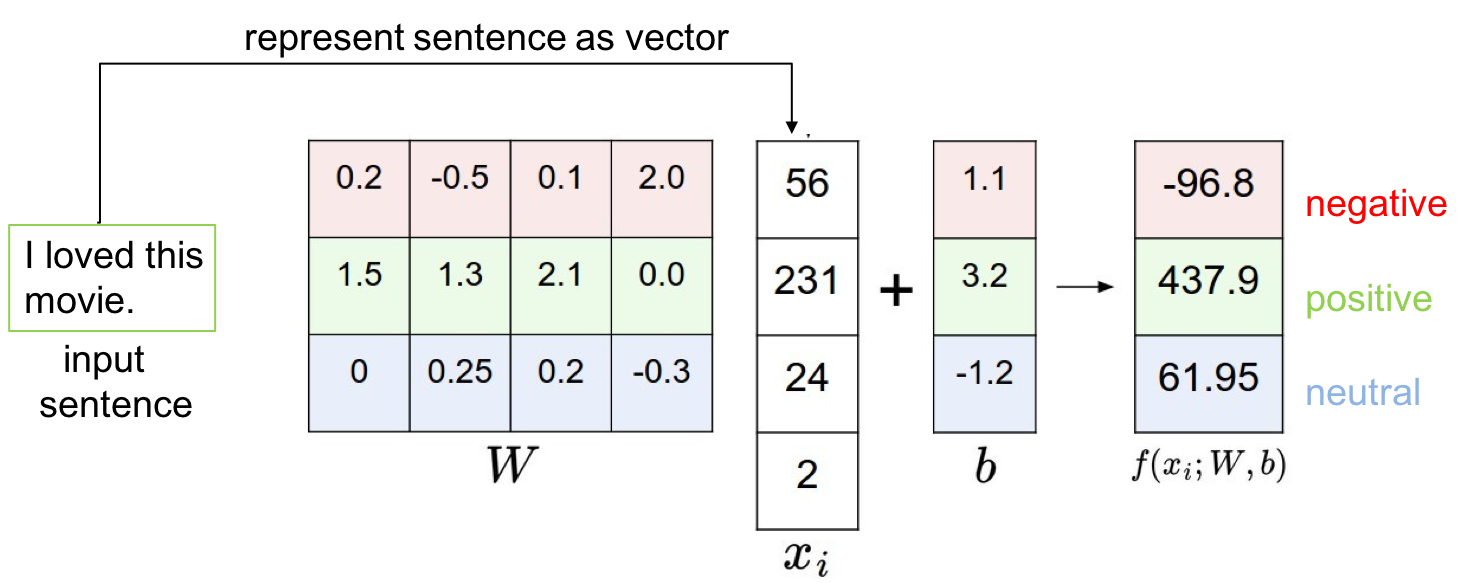 represent sentence as vector
I loved this
movie.
input
sentence
0.2 -0.5 0.1 2.0
1.5 1.3 2.1 0.0
0 0.25 0.2 -0.3
W
56
231
24
2
x_i
+
1.1
3.2
-1.2
b
-96.8 negative
437.9 positive
61.95 neutral
f(x_i; W, b)